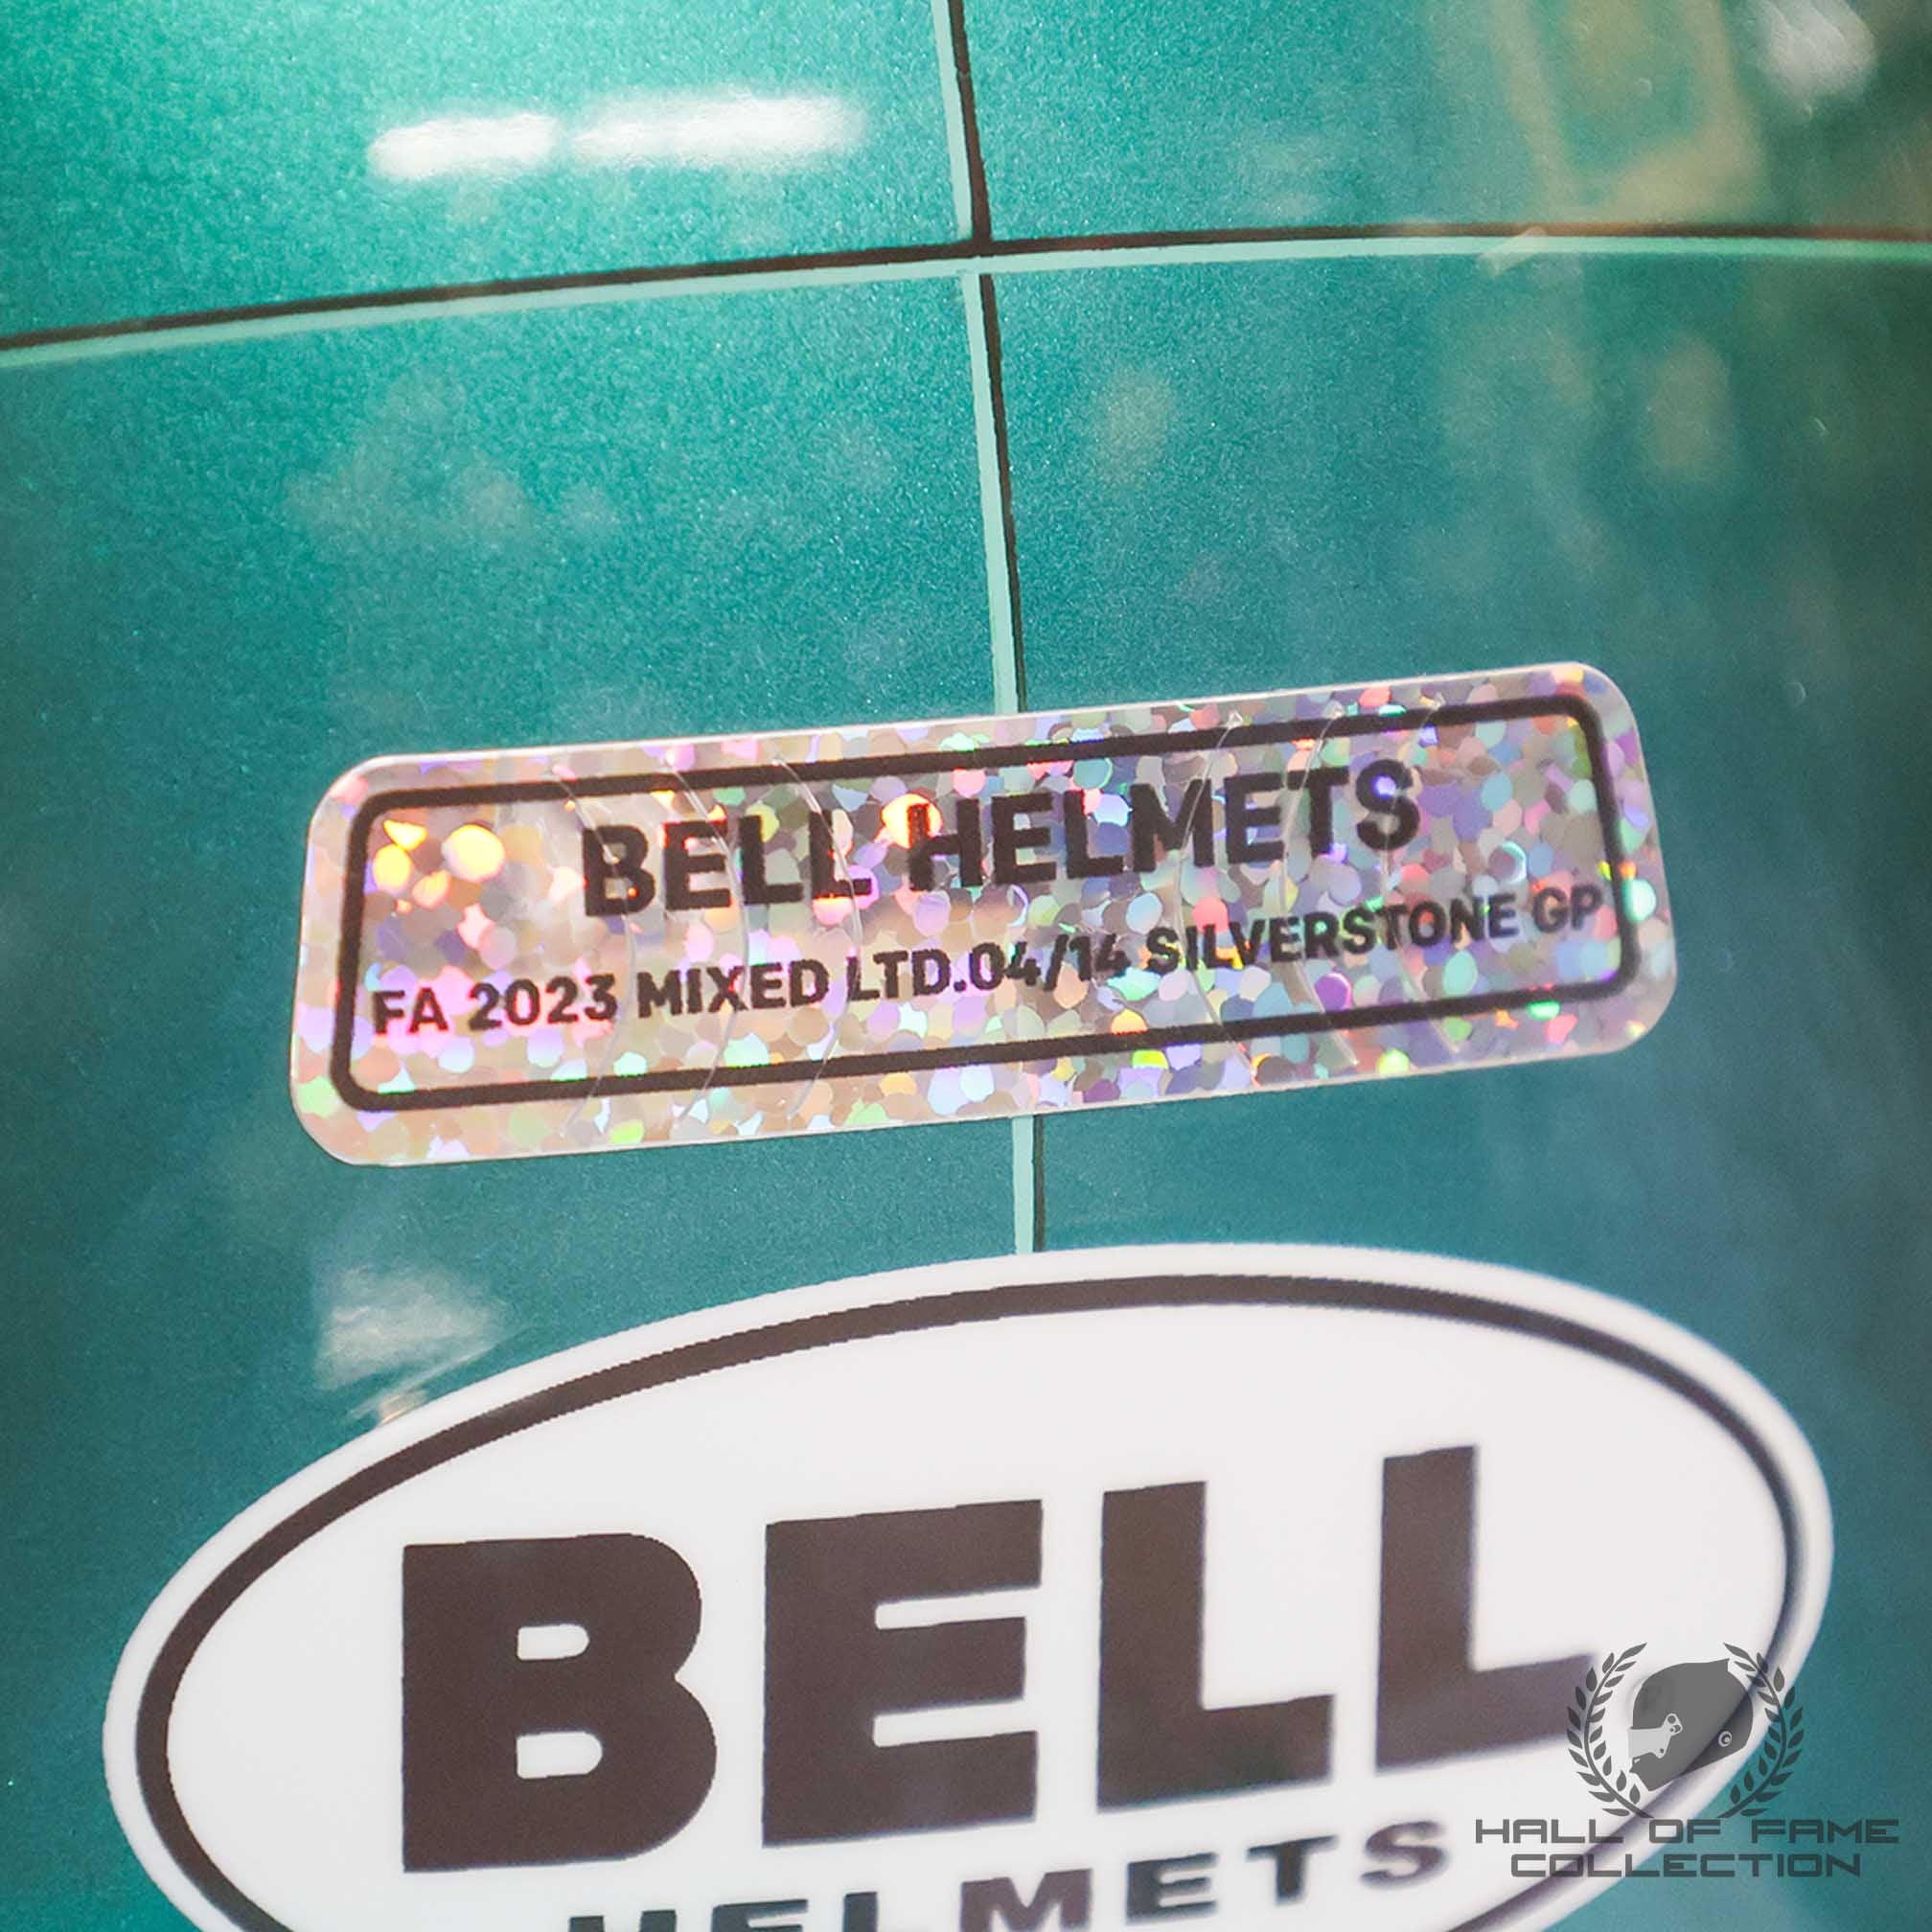 BELL HELMETS
FA 2023 MIXED LTD.04/14 SILVERSTONE GP
BELL
HELMETS
HALL OF FAME
COLLECTION